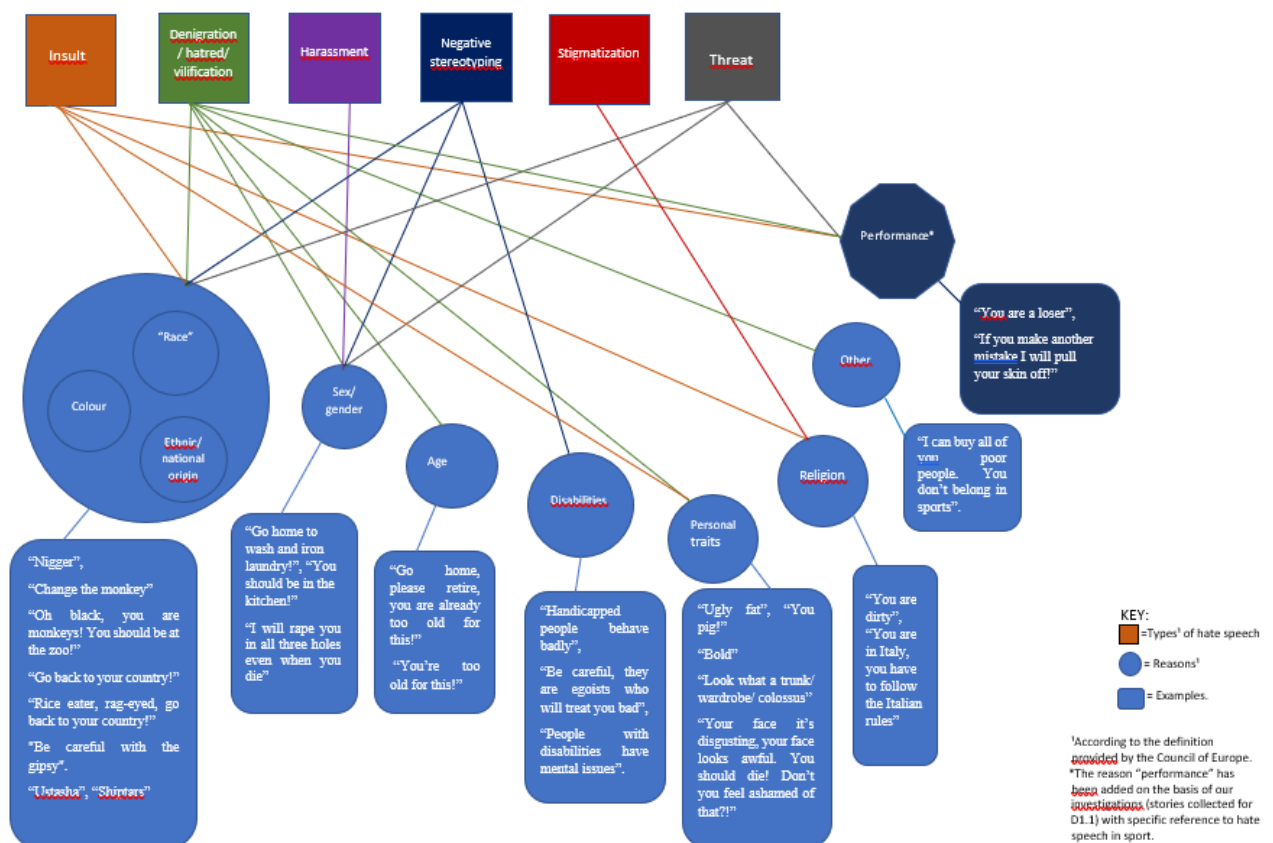 Insult
Denigration
/ hatred/
vilification
Harassment
Negative
stereotyping
Stigmatization
Threat
Performance*
"You are a loser",
"If you make another
mistake I will pull
your skin off!"
"Race"
Colour
Ethnic/
national
origin
Sex/
gender
Age
Disabilities
Personal
traits
Religion
Other
"I can buy all of
you poor
people. You
don't belong in
sports".
"Nigger",
"Change the monkey"
"Oh black, you are
monkeys! You should be at
the zoo!"
"Go back to your country!"
"Rice eater, rag-eyed, go
back to your country!"
"Be careful with the
gipsy".
"Ustasha", "Shiptars"
"Go home to
wash and iron
laundry!", "You
should be in the
kitchen!"
"I will rape you
in all three holes
even when you
die"
"Go home,
please retire,
you are already
too old for
this!"
"You're too
old for this!"
"Handicapped
people behave
badly",
"Be careful, they
are egoists who
will treat you bad",
"People with
disabilities have
mental issues".
"Ugly fat", "You
pig!"
"Bold"
"Look what a trunk/
wardrobe/ colossus"
"Your face it's
disgusting, your face
looks awful. You
should die! Don't
you feel ashamed of
that?!"
"You are
dirty",
"You are
in Italy,
you have
to follow
the Italian
rules"
KEY:
=Types¹ of hate speech
= Reasons¹
= Examples.
¹According to the definition
provided by the Council of Europe.
*The reason "performance" has
been added on the basis of our
investigations (stories collected for
D1.1) with specific reference to hate
speech in sport.